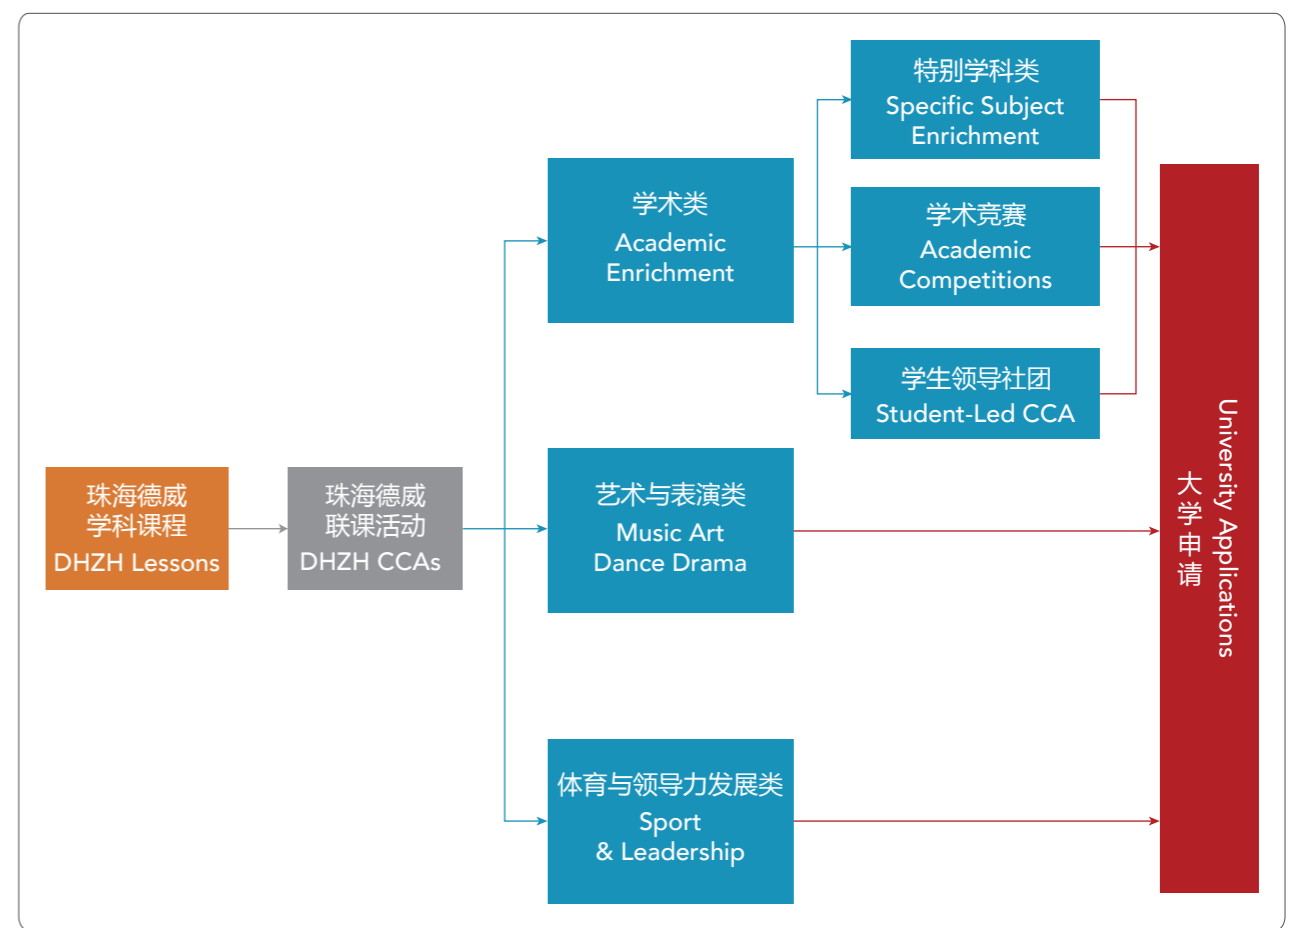 珠海德威
学科课程
DHZH Lessons
珠海德威
联课活动
DHZH CCAs
学术类
Academic
Enrichment
特别学科类
Specific Subject
Enrichment
学术竞赛
Academic
Competitions
学生领导社团
Student-Led CCA
艺术与表演类
Music Art
Dance Drama
体育与领导力发展类
Sport
& Leadership
大学申请
University Applications